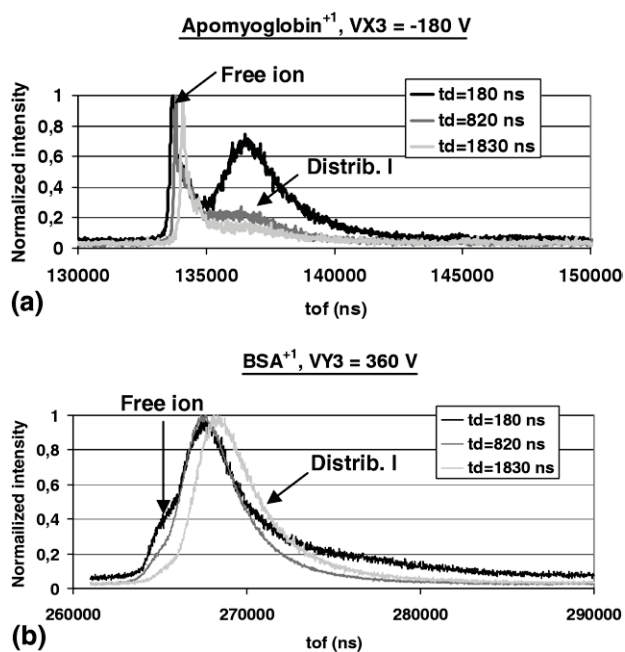 Apomyoglobin+1, VX3 = -180 V
Free ion
td=180 ns
td=820 ns
td=1830 ns
Distrib. I
Normalized intensity
1
0,8
0,6
0,4
0,2
0
130000 135000 140000 145000 150000
tof (ns)
(a)
BSA+1, VY3 = 360 V
Free ion
td=180 ns
td=820 ns
td=1830 ns
Distrib. I
Normailized intensity
1
0,8
0,6
0,4
0,2
0
260000 270000 280000 290000
tof (ns)
(b)